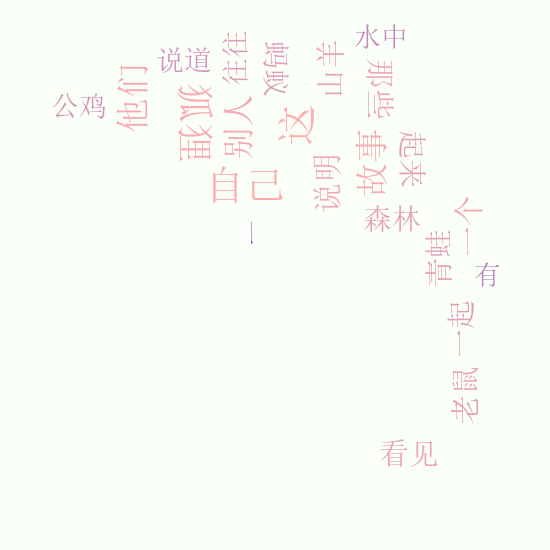 水中
说道
往往
蚂蚁
山羊
那些
他们
公鸡
狐狸
别人
这
故事
起来
说明
自己
森林
一个
青蛙
一
有
一起
老鼠
看见